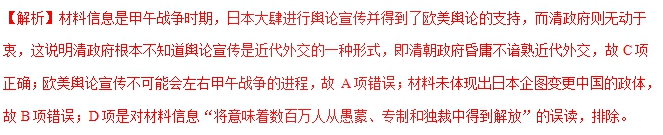 【解析】材料信息是甲午战争时期，日本大肆进行舆论宣传并得到了欧美舆论的支持，而清政府则无动于
衷，这说明清政府根本不知道舆论宣传是近代外交的一种形式，即清朝政府昏庸不谙熟近代外交，故 C项
正确；欧美舆论宣传不可能会左右甲午战争的进程，故 A项错误；材料未体现出日本企图变更中国的政体，
故 B项错误；D项是对材料信息“将意味着数百万人从愚蒙、专制和独裁中得到解放”的误读，排除。